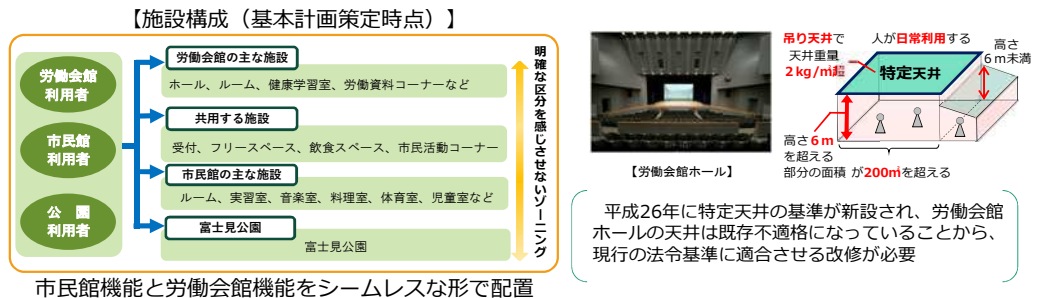 【施設構成（基本計画策定時点）】
労働会館
利用者
市民館
利用者
公　園
利用者
労働会館の主な施設
ホール、ルーム、健康学習室、労働資料コーナーなど
共用する施設
受付、フリースペース、飲食スペース、市民活動コーナー
市民館の主な施設
ルーム、実習室、音楽室、料理室、体育室、児童室など
富士見公園
富士見公園
明確な区分を感じさせないゾーニング
市民館機能と労働会館機能をシームレスな形で配置
【労働会館ホール】
吊り天井で
天井重量
2kg/㎡超
人が日常利用する
高さ
6m未満
特定天井
高さ6m
を超える
部分の面積 が200㎡を超える
平成26年に特定天井の基準が新設され、労働会館
ホールの天井は既存不適格になっていることから、
現行の法令基準に適合させる改修が必要